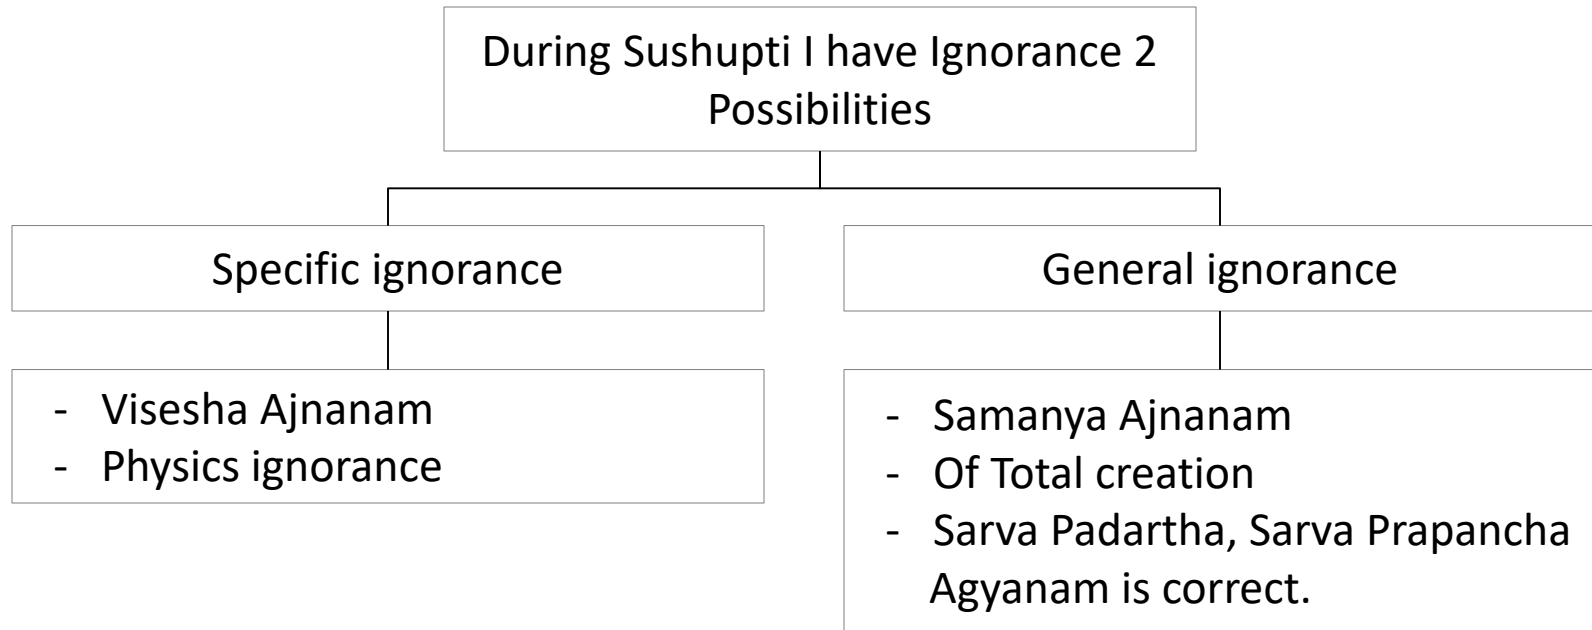 During Sushupti I have Ignorance 2
Possibilities
Specific ignorance
General ignorance
- Visesha Ajnanam
- Physics ignorance
- Samanya Ajnanam
- Of Total creation
- Sarva Padartha, Sarva Prapancha
Agyanam is correct.